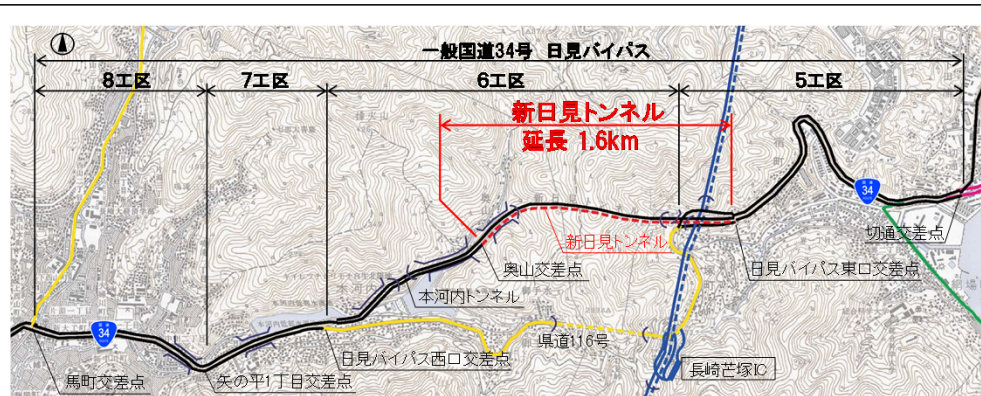 一般国道34号 日見バイパス
8工区
7工区
6工区
5工区
新日見トンネル
延長 1.6km
新日見トンネル
34
切通交差点
奥山交差点
日見バイパス東口交差点
本河内トンネル
県道116号
34
日見バイパス西口交差点
長崎芒塚IC
馬町交差点
矢の平1丁目交差点